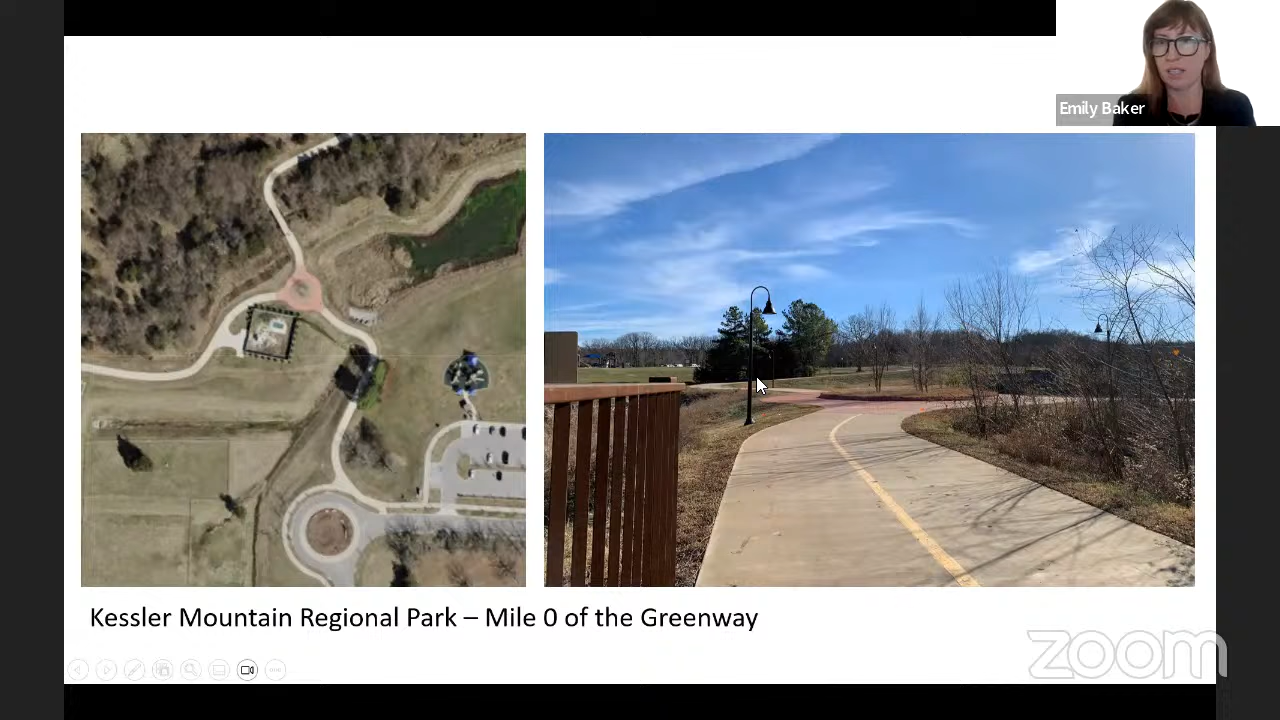 Emily Baker
Kessler Mountain Regional Park – Mile 0 of the Greenway
zoom